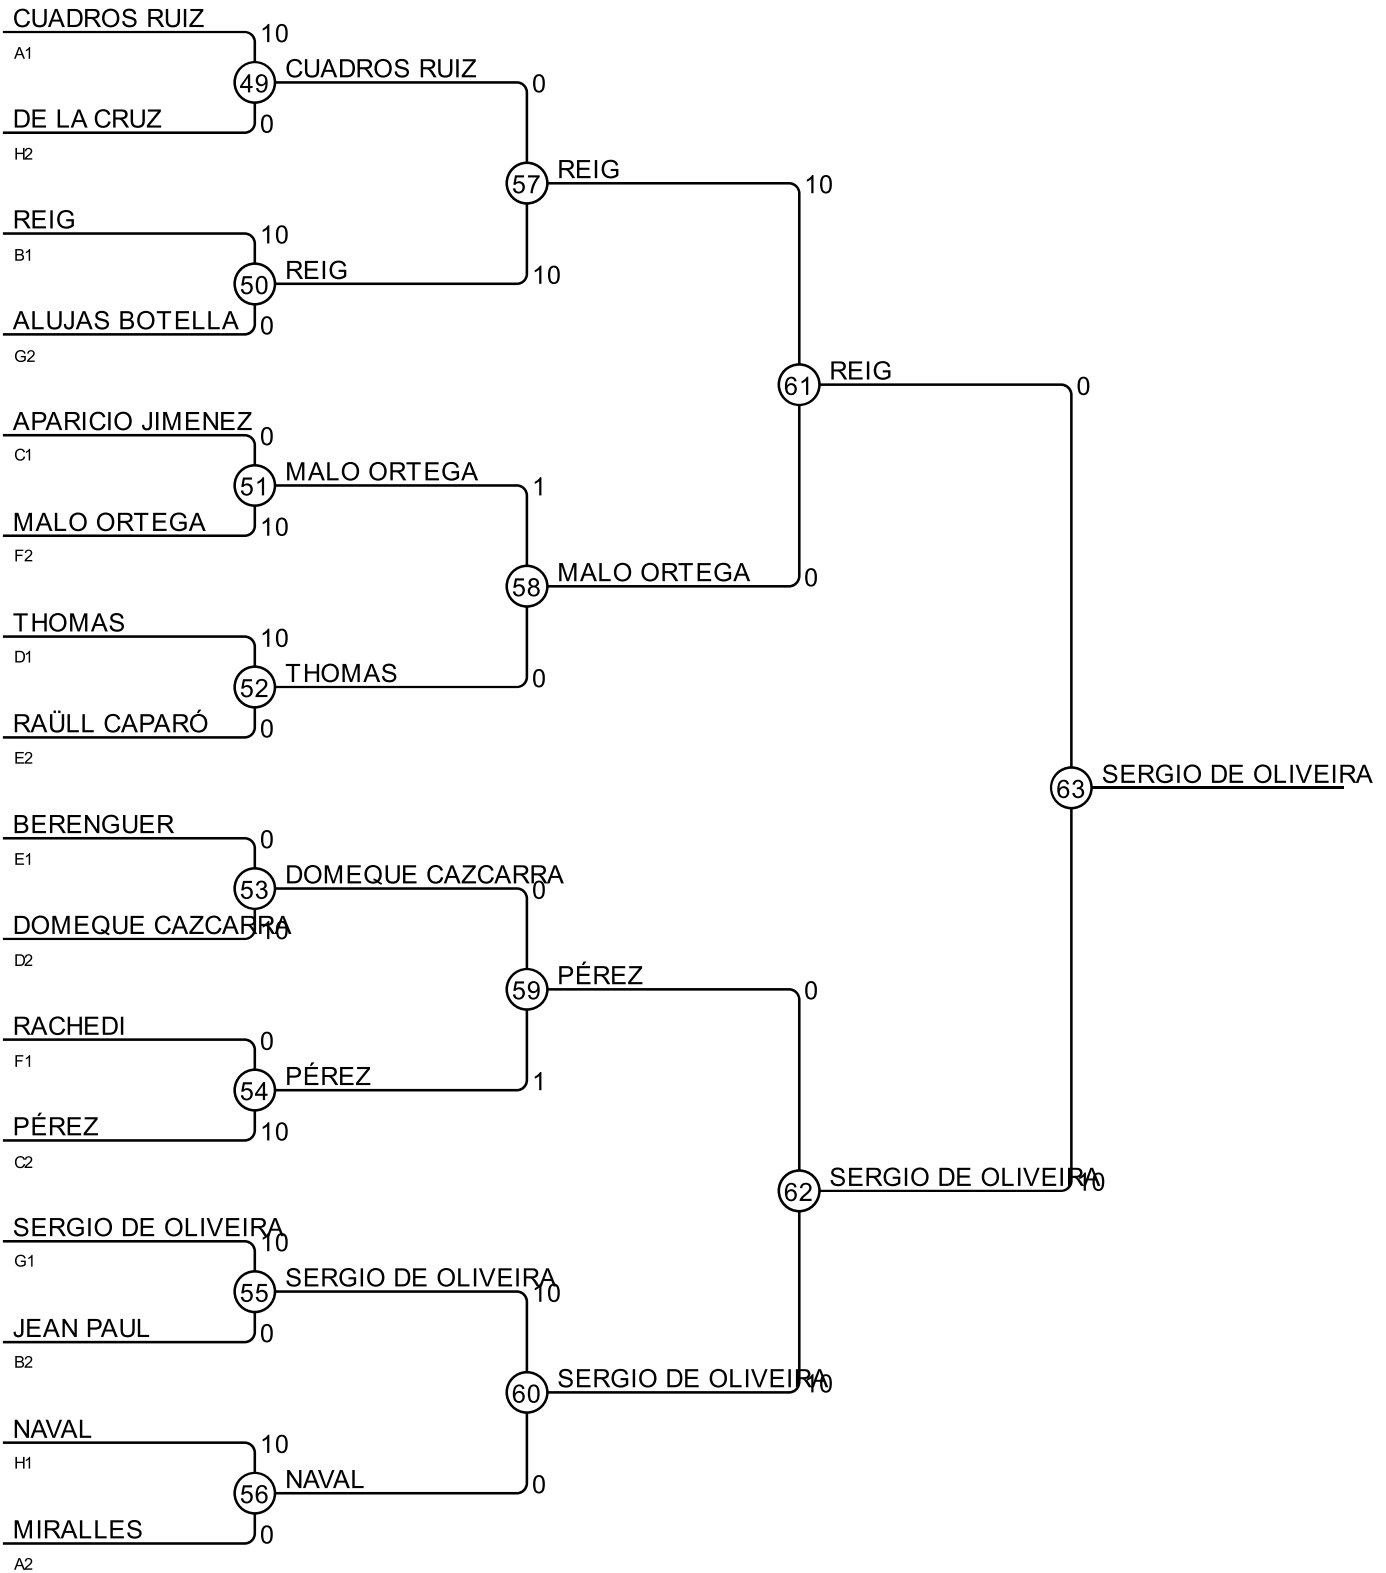 CUADROS RUIZ
10
A1
49
CUADROS RUIZ
0
DE LA CRUZ
0
H2
57
REIG
10
REIG
10
B1
50
REIG
10
ALUJAS BOTELLA
0
G2
61
REIG
0
APARICIO JIMENEZ
0
C1
51
MALO ORTEGA
1
MALO ORTEGA
10
F2
58
MALO ORTEGA
0
THOMAS
10
D1
52
THOMAS
0
RAÜLL CAPARÓ
0
E2
63
SERGIO DE OLIVEIRA
BERENGUER
0
E1
53
DOMEQUE CAZCARRA
0
DOMEQUE CAZCARRA
10
D2
59
PÉREZ
0
RACHEDI
0
F1
54
PÉREZ
1
PÉREZ
10
C2
62
SERGIO DE OLIVEIRA
10
SERGIO DE OLIVEIRA
10
G1
55
SERGIO DE OLIVEIRA
10
JEAN PAUL
0
B2
60
SERGIO DE OLIVEIRA
10
NAVAL
10
H1
56
NAVAL
0
MIRALLES
0
A2